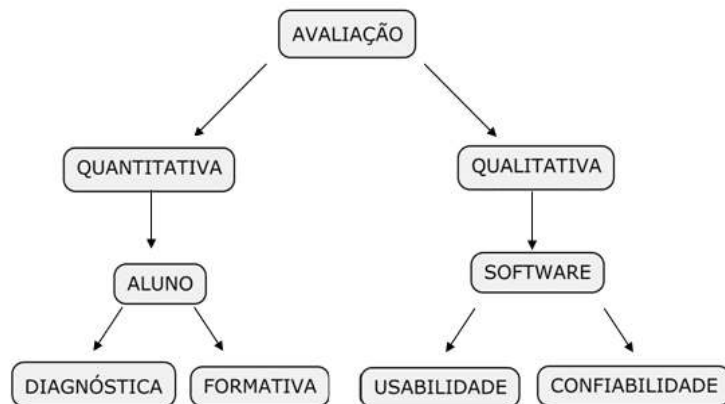 AVALIAÇÃO
QUANTITATIVA
QUALITATIVA
ALUNO
SOFTWARE
DIAGNÓSTICA
FORMATIVA
USABILIDADE
CONFIABILIDADE